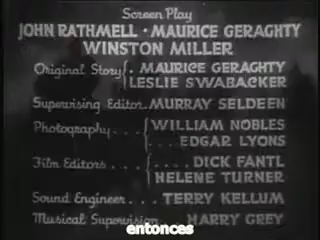 Screen Play
JOHN RATHMELL · MAURICE GERAGHTY
WINSTON MILLER
Original Story . MAURICE GERAGHTY
LESLIE SWABACKER
Supervising Editor. MURRAY SELDEEN
Photography . . . WILLIAM NOBLES
. . . EDGAR LYONS
Film Editors . . . . . . . DICK FANTL
HELENE TURNER
Sound Engineer . . . TERRY KELLUM
Musical Supervision . . . HARRY GREY
entonces